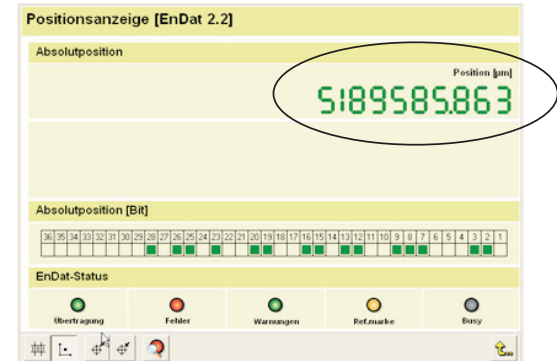 Positionsanzeige [EnDat 2.2]
Absolutposition
Position [µm]
5189585.863
Absolutposition [Bit]
36 35 34 33 32 31 30 29 28 27 26 25 24 23 22 21 20 19 18 17 16 15 14 13 12 11 10 9 8 7 6 5 4 3 2 1
EnDat-Status
Übertragung Fehler Warnungen Ref.marke Busy